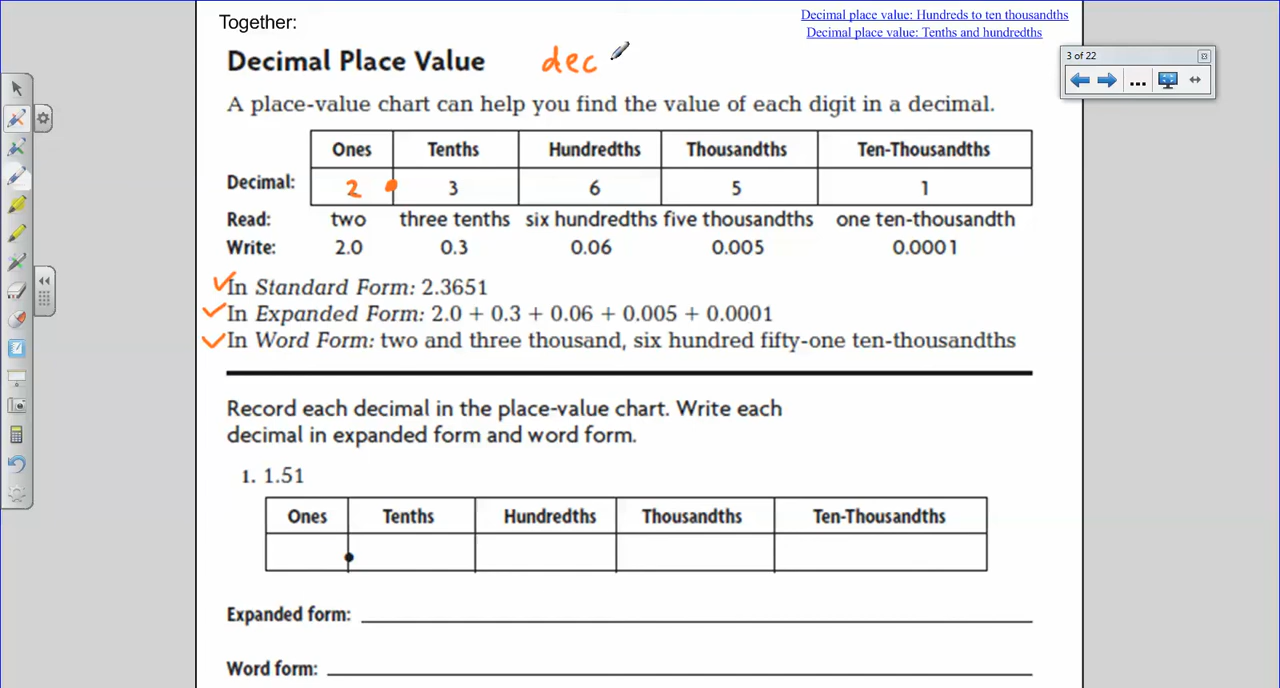 Together:
Decimal place value: Hundreds to ten thousandths
Decimal place value: Tenths and hundredths
Decimal Place Value dec
3 of 22
A place-value chart can help you find the value of each digit in a decimal.
Ones Tenths Hundredths Thousandths Ten-Thousandths
Decimal: 2 . 3 6 5 1
Read: two three tenths six hundredths five thousandths one ten-thousandth
Write: 2.0 0.3 0.06 0.005 0.0001
In Standard Form: 2.3651
In Expanded Form: 2.0 + 0.3 + 0.06 + 0.005 + 0.0001
In Word Form: two and three thousand, six hundred fifty-one ten-thousandths
Record each decimal in the place-value chart. Write each
decimal in expanded form and word form.
1. 1.51
Ones Tenths Hundredths Thousandths Ten-Thousandths
.
Expanded form:
Word form: